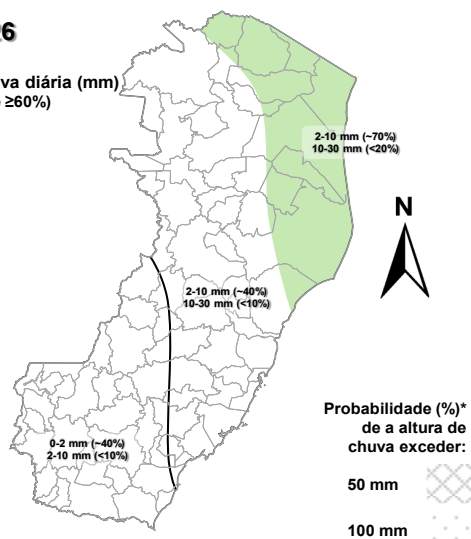 26
va diária (mm)
≥60%)
2-10 mm (~70%)
10-30 mm (<20%)
N
2-10 mm (~40%)
10-30 mm (<10%)
Probabilidade (%)*
de a altura de
chuva exceder:
0-2 mm (~40%)
2-10 mm (<10%)
50 mm
100 mm